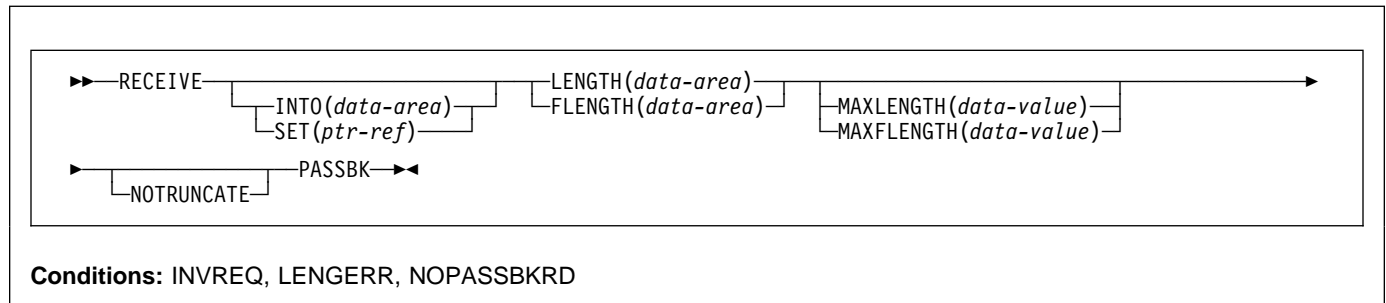 RECEIVE LENGTH(data-area)
INTO(data-area) FLENGTH(data-area) MAXLENGTH(data-value)
SET(ptr-ref) MAXFLENGTH(data-value)
PASSBK
NOTRUNCATE
Conditions: INVREQ, LENGERR, NOPASSBKRD